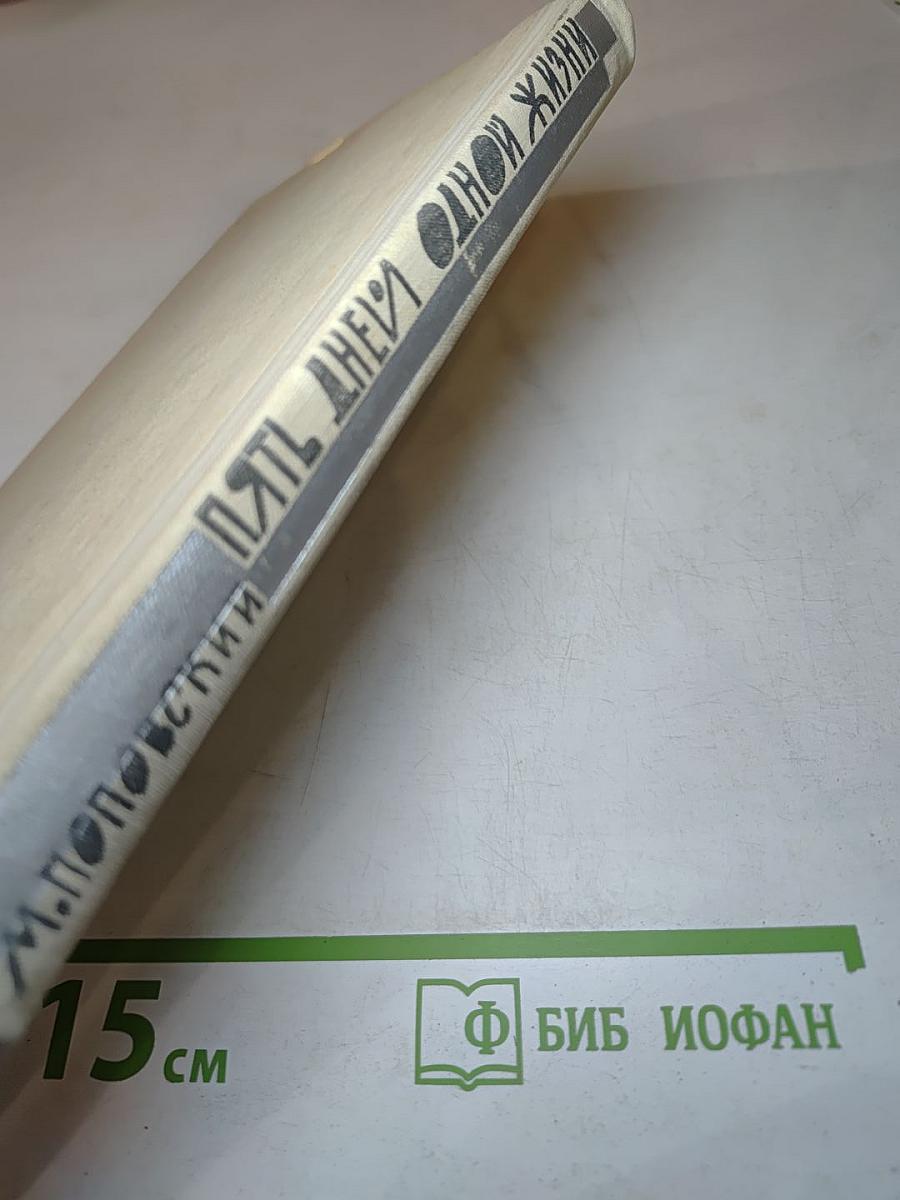 М. ПОПОВСКИЙ
ПЯТЬ ДНЕЙ ОДНОЙ ЖИЗНИ
15 см
Ф БИБ ИОФАН